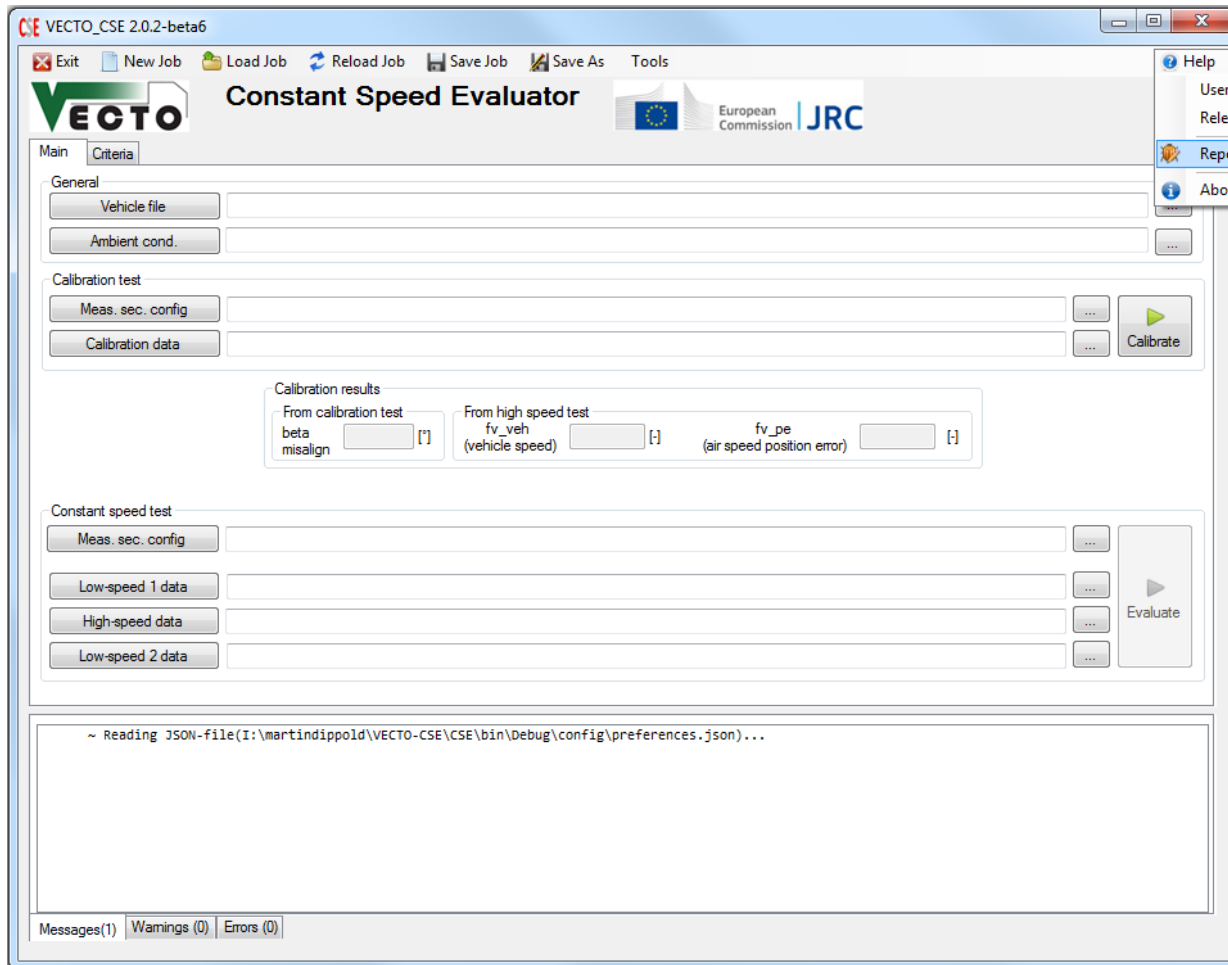 CSE VECTO_CSE 2.0.2-beta6
Exit New Job Load Job Reload Job Save Job Save As Tools Help
User
Rele
Repo
Abo
VECTO
Constant Speed Evaluator
European
Commission JRC
Main Criteria
General
Vehicle file ...
Ambient cond. ...
Calibration test
Meas. sec. config ...
Calibration data ...
Calibrate
Calibration results
From calibration test
beta
misalign [°]
From high speed test
fv_veh
(vehicle speed) [-]
fv_pe
(air speed position error) [-]
Constant speed test
Meas. sec. config ...
Low-speed 1 data ...
High-speed data ...
Low-speed 2 data ...
Evaluate
~ Reading JSON-file(I:\martindippold\VECTO-CSE\CSE\bin\Debug\config\preferences.json)...
Messages(1) Warnings (0) Errors (0)